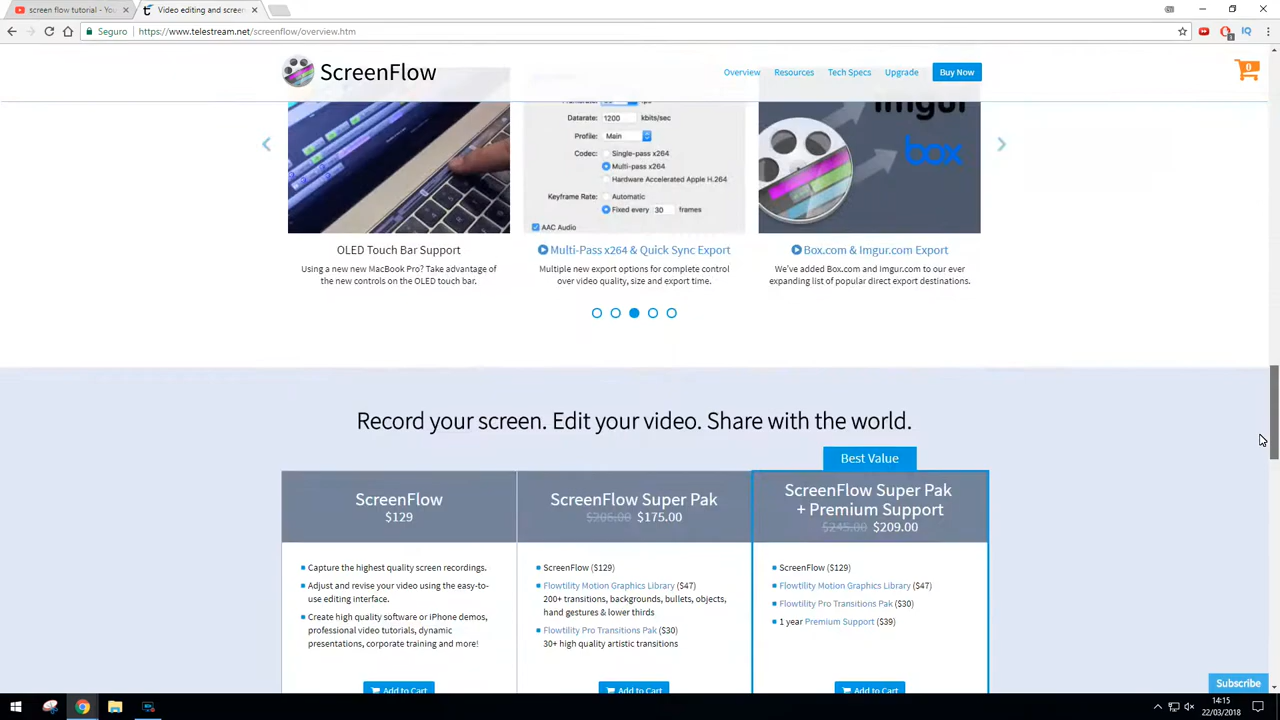 screen flow tutorial - You
Video editing and screen
Seguro
https://www.telestream.net/screenflow/overview.htm
ScreenFlow
Overview
Resources
Tech Specs
Upgrade
Buy Now
0
Datarate: 1200 kbits/sec
Profile: Main
Codec: Single-pass x264
Multi-pass x264
Hardware Accelerated Apple H.264
Keyframe Rate: Automatic
Fixed every 30 frames
AAC Audio
imgur
box
OLED Touch Bar Support
Using a new new MacBook Pro? Take advantage of
the new controls on the OLED touch bar.
Multi-Pass x264 & Quick Sync Export
Multiple new export options for complete control
over video quality, size and export time.
Box.com & Imgur.com Export
We've added Box.com and Imgur.com to our ever
expanding list of popular direct export destinations.
Record your screen. Edit your video. Share with the world.
Best Value
ScreenFlow
$129
Capture the highest quality screen recordings.
Adjust and revise your video using the easy-to-
use editing interface.
Create high quality software or iPhone demos,
professional video tutorials, dynamic
presentations, corporate training and more!
Add to Cart
ScreenFlow Super Pak
$206.00 $175.00
ScreenFlow ($129)
Flowtility Motion Graphics Library ($47)
200+ transitions, backgrounds, bullets, objects,
hand gestures & lower thirds
Flowtility Pro Transitions Pak ($30)
30+ high quality artistic transitions
Add to Cart
ScreenFlow Super Pak
+ Premium Support
$245.00 $209.00
ScreenFlow ($129)
Flowtility Motion Graphics Library ($47)
Flowtility Pro Transitions Pak ($30)
1 year Premium Support ($39)
Add to Cart
Subscribe
14:15
22/03/2018